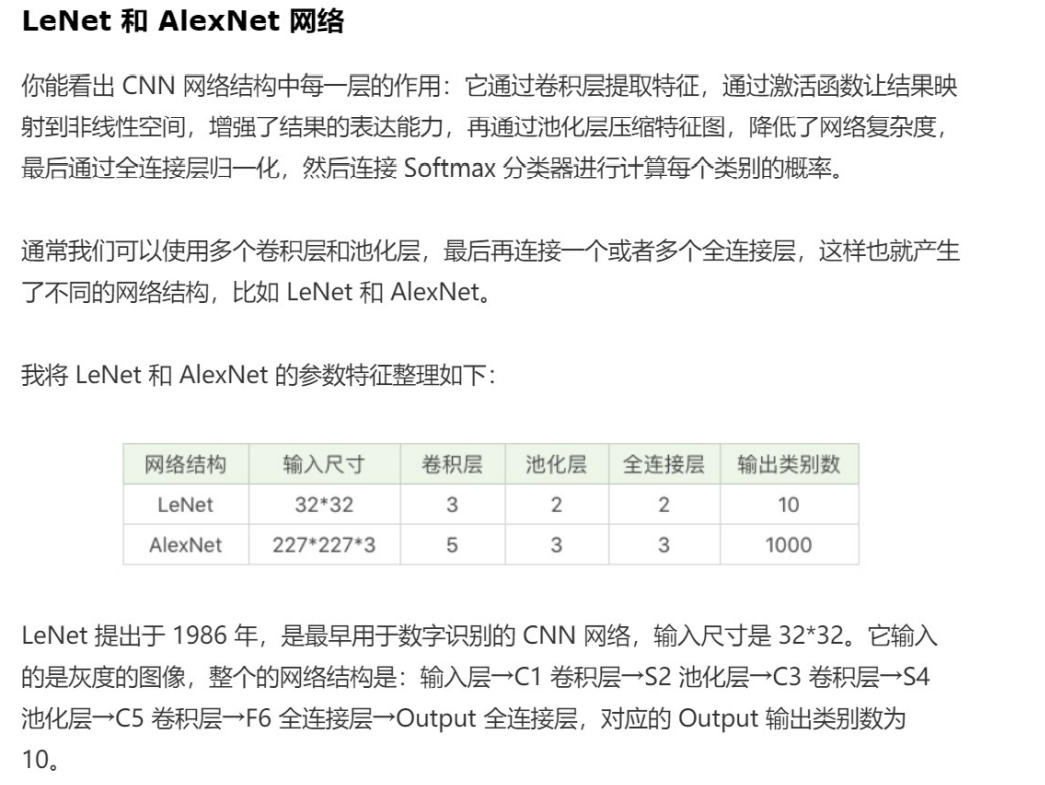 LeNet 和 AlexNet 网络
你能看出 CNN 网络结构中每一层的作用：它通过卷积层提取特征，通过激活函数让结果映
射到非线性空间，增强了结果的表达能力，再通过池化层压缩特征图，降低了网络复杂度，
最后通过全连接层归一化，然后连接 Softmax 分类器进行计算每个类别的概率。
通常我们可以使用多个卷积层和池化层，最后再连接一个或者多个全连接层，这样也就产生
了不同的网络结构，比如 LeNet 和 AlexNet。
我将 LeNet 和 AlexNet 的参数特征整理如下：
网络结构 输入尺寸 卷积层 池化层 全连接层 输出类别数
LeNet 32*32 3 2 2 10
AlexNet 227*227*3 5 3 3 1000
LeNet 提出于 1986 年，是最早用于数字识别的 CNN 网络，输入尺寸是 32*32。它输入
的是灰度的图像，整个的网络结构是：输入层→C1 卷积层→S2 池化层→C3 卷积层→S4
池化层→C5 卷积层→F6 全连接层→Output 全连接层，对应的 Output 输出类别数为
10。